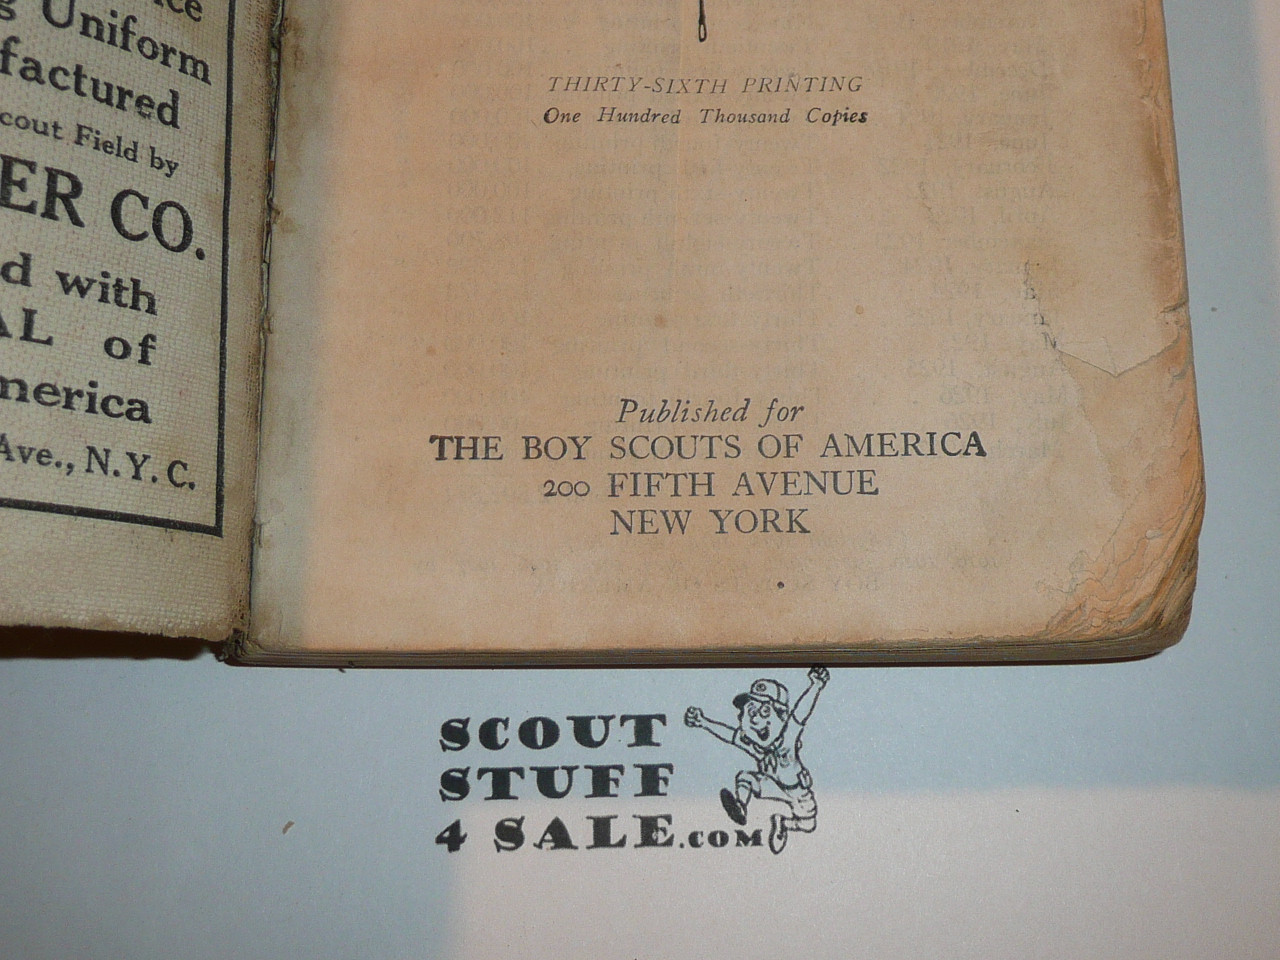 ce
g Uniform
factured
cout Field by
ER CO.
d with
AL of
merica
Ave., N.Y.C.
THIRTY-SIXTH PRINTING
One Hundred Thousand Copies
Published for
THE BOY SCOUTS OF AMERICA
200 FIFTH AVENUE
NEW YORK
SCOUT
STUFF
4 SALE.COM